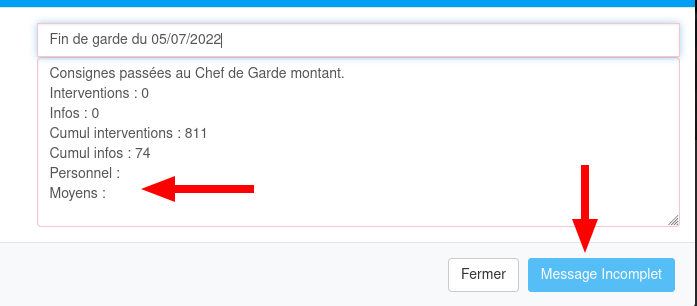 Fin de garde du 05/07/2022
Consignes passées au Chef de Garde montant.
Interventions : 0
Infos : 0
Cumul interventions : 811
Cumul infos : 74
Personnel :
Moyens :
Fermer
Message Incomplet